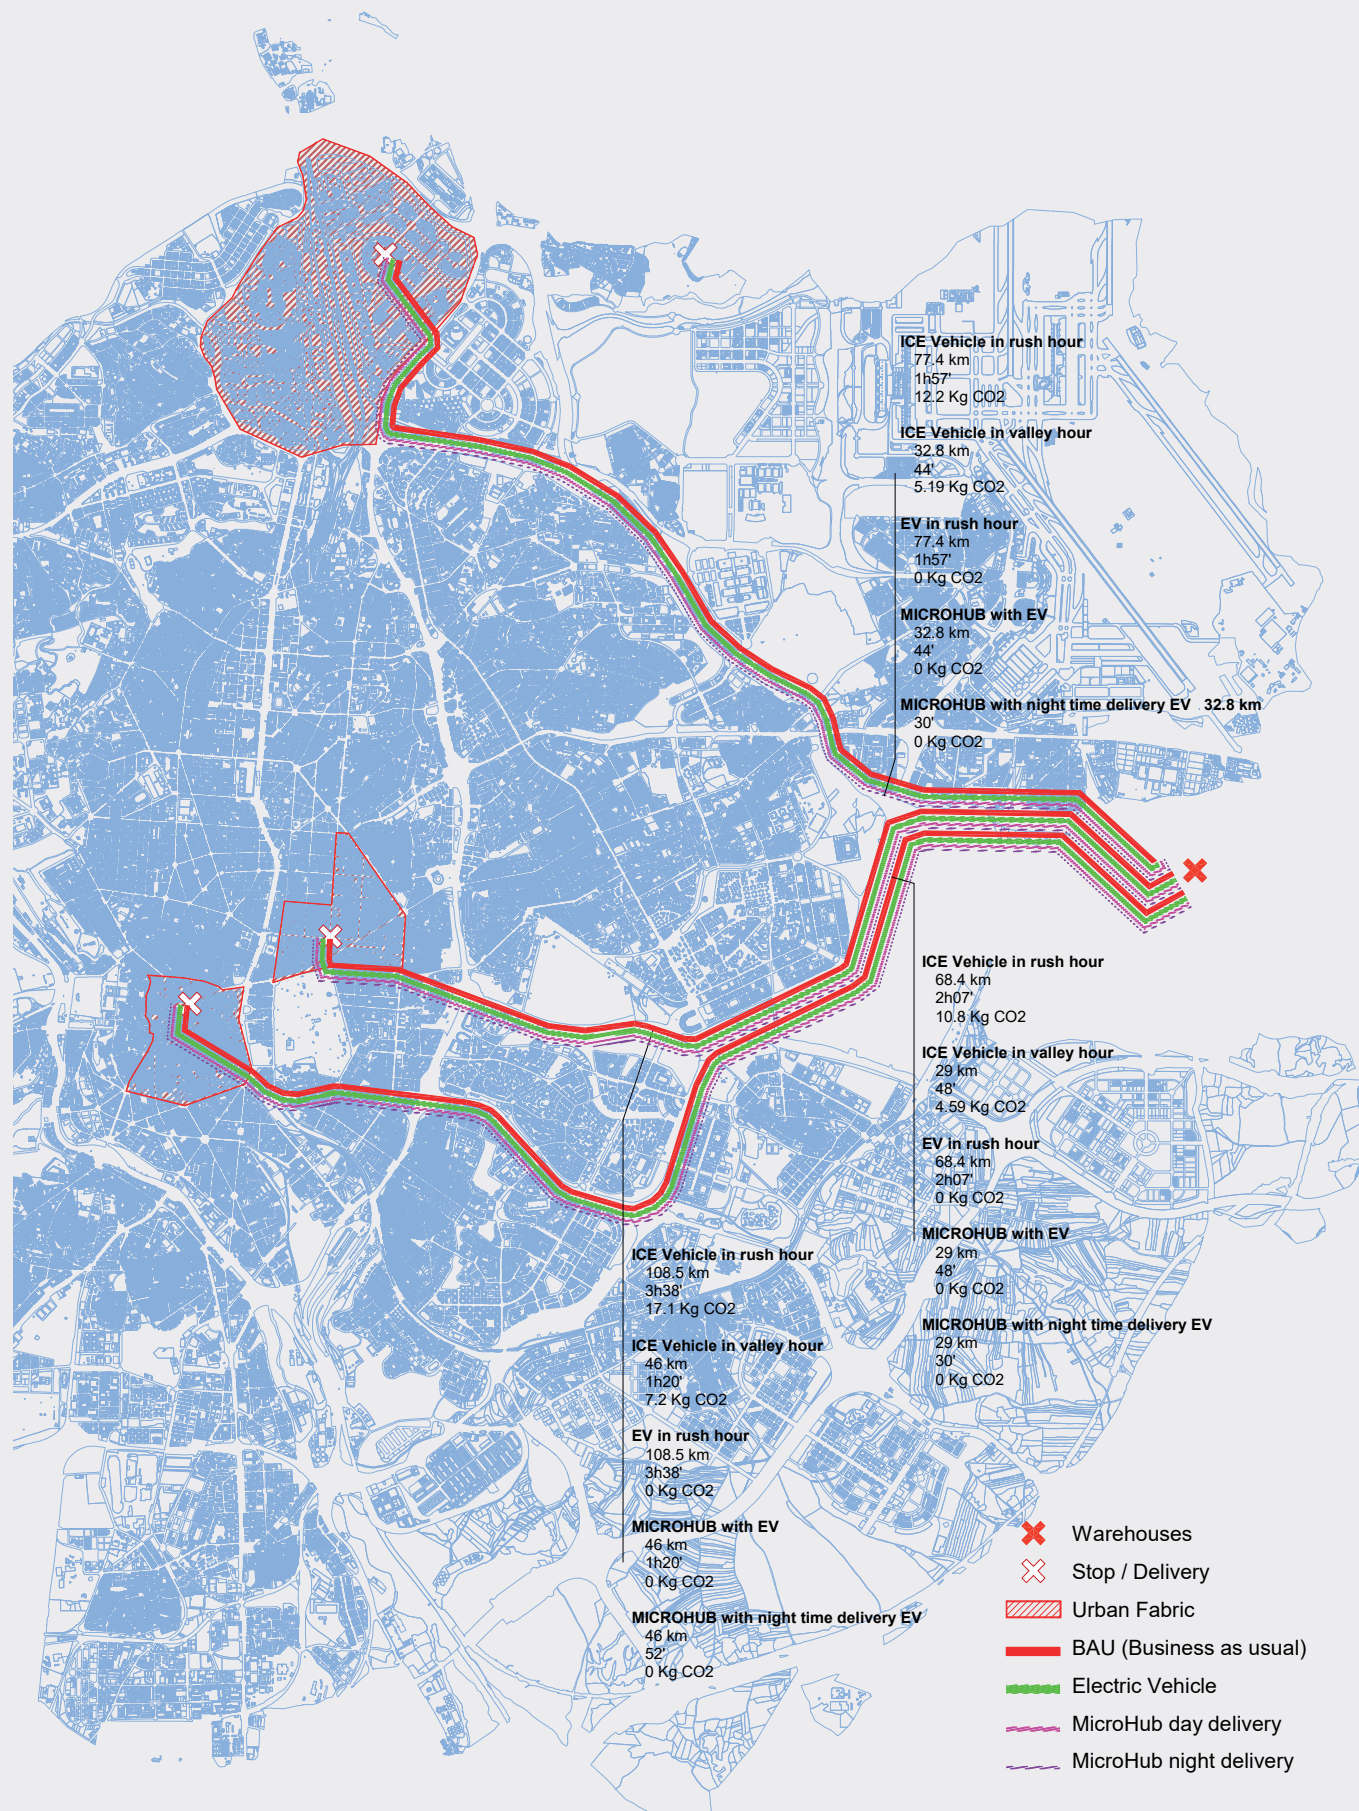 ICE Vehicle in rush hour
77.4 km
1h57'
12.2 Kg CO2
ICE Vehicle in valley hour
32.8 km
44'
5.19 Kg CO2
EV in rush hour
77.4 km
1h57'
0 Kg CO2
MICROHUB with EV
32.8 km
44'
0 Kg CO2
MICROHUB with night time delivery EV 32.8 km
30'
0 Kg CO2
ICE Vehicle in rush hour
68.4 km
2h07'
10.8 Kg CO2
ICE Vehicle in valley hour
29 km
48'
4.59 Kg CO2
EV in rush hour
68.4 km
2h07'
0 Kg CO2
MICROHUB with EV
29 km
48'
0 Kg CO2
MICROHUB with night time delivery EV
29 km
30'
0 Kg CO2
ICE Vehicle in rush hour
108.5 km
3h38'
17.1 Kg CO2
ICE Vehicle in valley hour
46 km
1h20'
7.2 Kg CO2
EV in rush hour
108.5 km
3h38'
0 Kg CO2
MICROHUB with EV
46 km
1h20'
0 Kg CO2
MICROHUB with night time delivery EV
46 km
52'
0 Kg CO2
Warehouses
Stop / Delivery
Urban Fabric
BAU (Business as usual)
Electric Vehicle
MicroHub day delivery
MicroHub night delivery